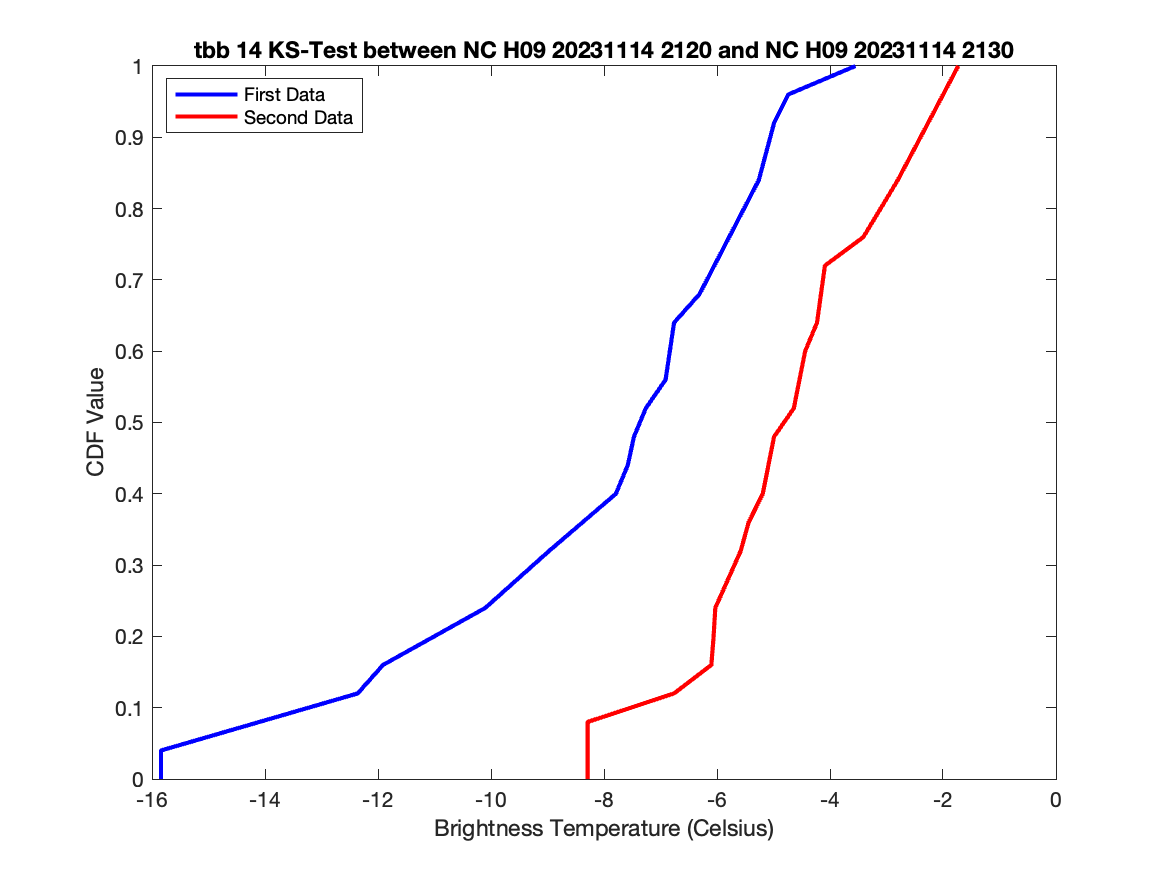 tbb 14 KS-Test between NC H09 20231114 2120 and NC H09 20231114 2130
First Data
Second Data
1
0.9
0.8
0.7
0.6
0.5
0.4
0.3
0.2
0.1
0
CDF Value
-16 -14 -12 -10 -8 -6 -4 -2 0
Brightness Temperature (Celsius)